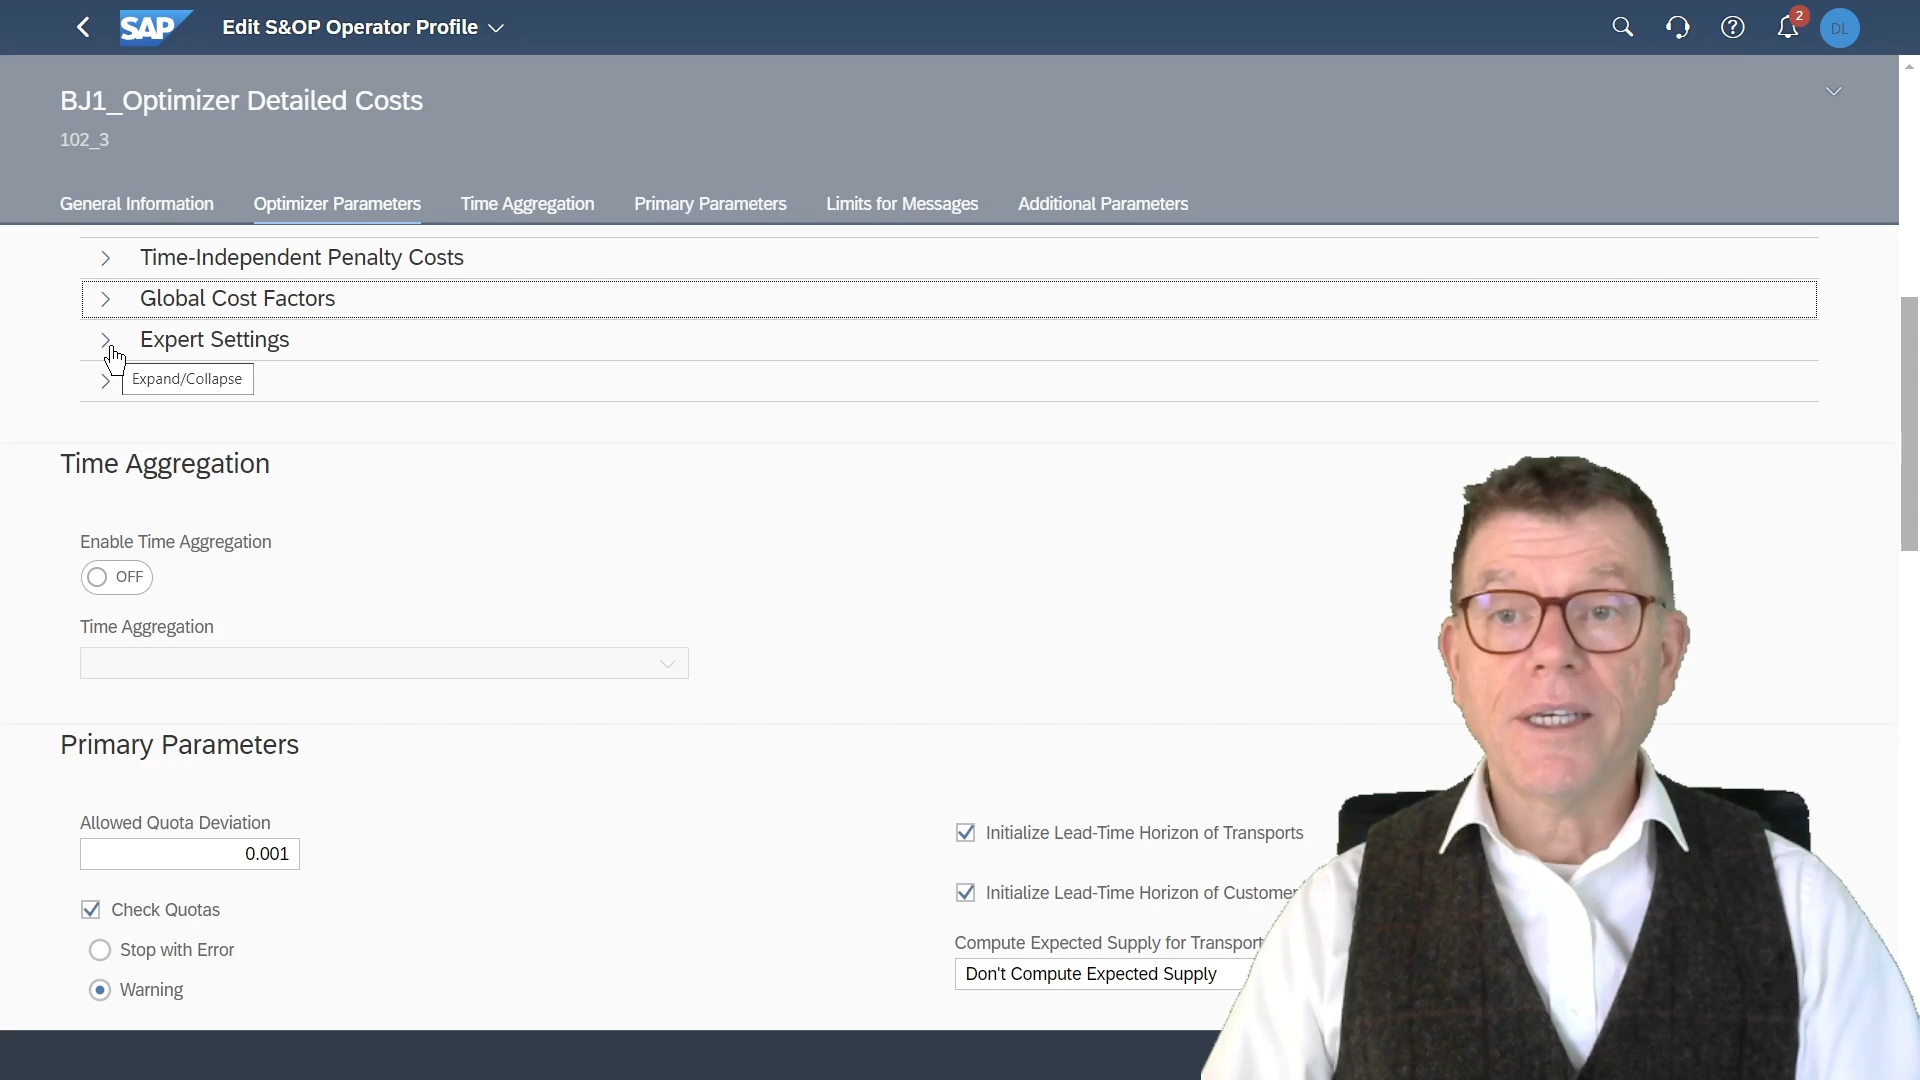 SAP Edit S&OP Operator Profile
2
DL
BJ1_Optimizer Detailed Costs
102_3
General Information Optimizer Parameters Time Aggregation Primary Parameters Limits for Messages Additional Parameters
Time-Independent Penalty Costs
Global Cost Factors
Expert Settings
Expand/Collapse
Time Aggregation
Enable Time Aggregation
OFF
Time Aggregation
Primary Parameters
Allowed Quota Deviation
0.001
Initialize Lead-Time Horizon of Transports
Check Quotas
Initialize Lead-Time Horizon of Customer
Stop with Error
Compute Expected Supply for Transport
Don't Compute Expected Supply
Warning